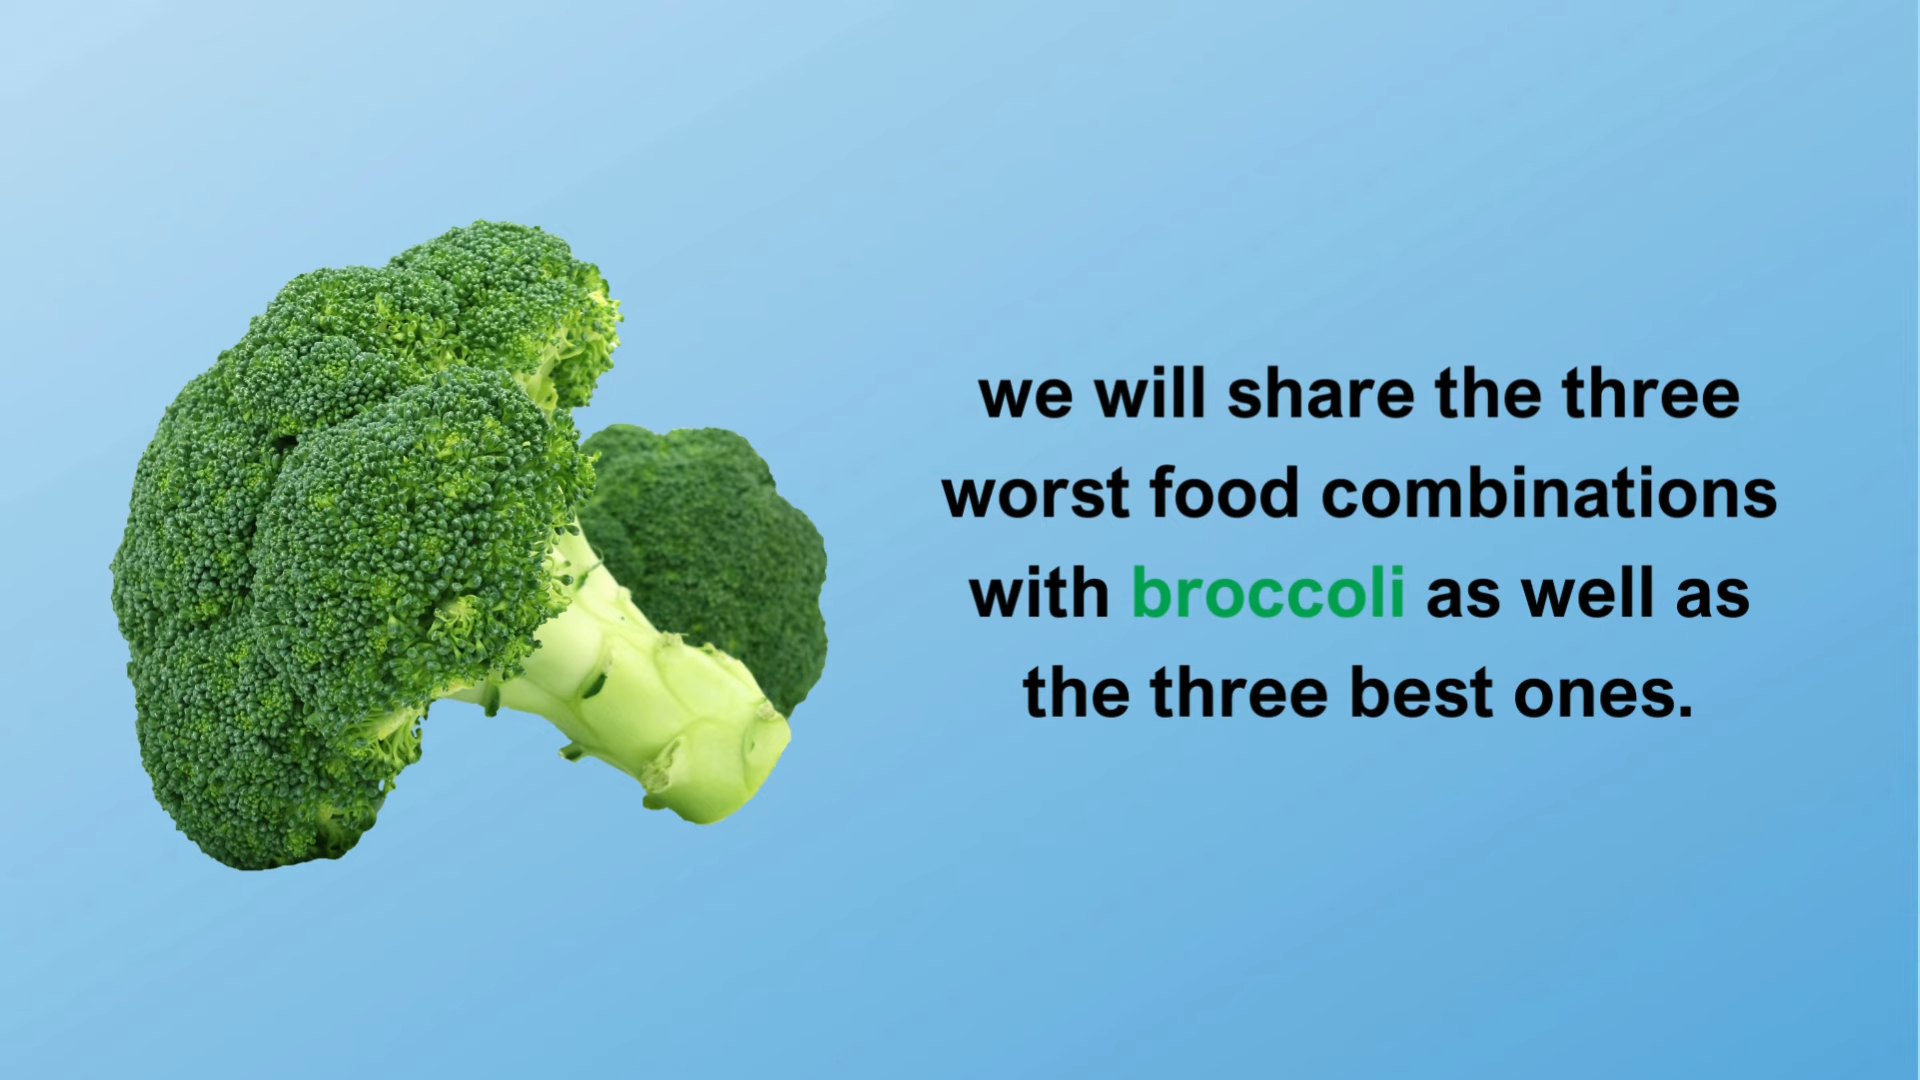 we will share the three
worst food combinations
with broccoli as well as
the three best ones.